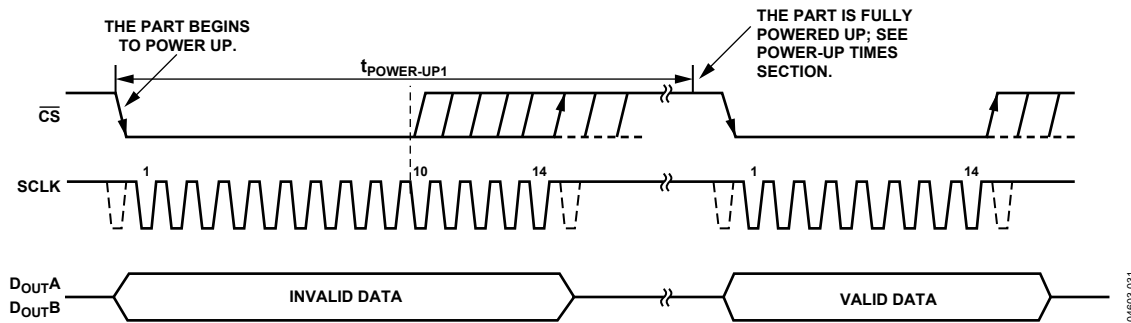 THE PART BEGINS
TO POWER UP.
THE PART IS FULLY
POWERED UP; SEE
POWER-UP TIMES
SECTION.
tPOWER-UP1
CS
SCLK
1
10
14
1
14
DOUTA
DOUTB
INVALID DATA
VALID DATA
04603-031